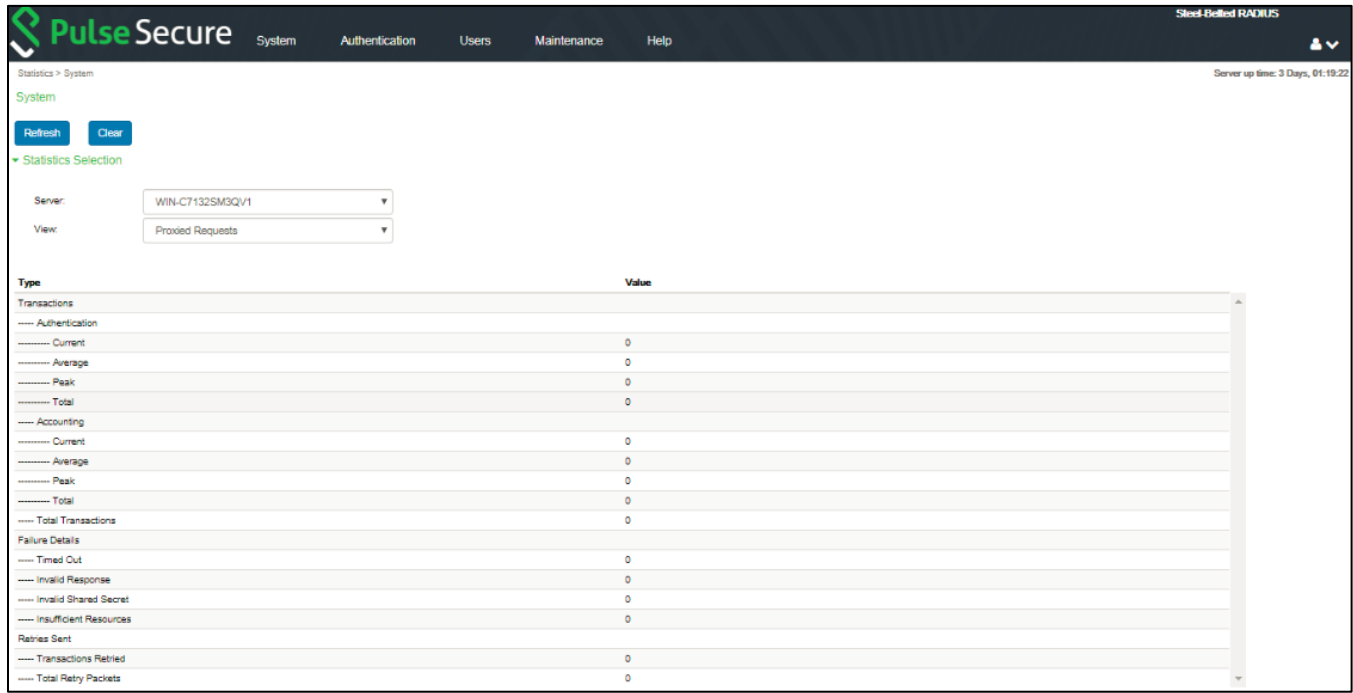 Steel-Belted RADIUS
Pulse Secure System Authentication Users Maintenance Help
Statistics > System Server up time: 3 Days, 01:19:22
System
Refresh Clear
Statistics Selection
Server: WIN-C7132SM3QV1
View: Proxied Requests
Type Value
Transactions
----- Authentication
---------- Current 0
---------- Average 0
---------- Peak 0
---------- Total 0
----- Accounting
---------- Current 0
---------- Average 0
---------- Peak 0
---------- Total 0
----- Total Transactions 0
Failure Details
----- Timed Out 0
----- Invalid Response 0
----- Invalid Shared Secret 0
----- Insufficient Resources 0
Retries Sent
----- Transactions Retried 0
----- Total Retry Packets 0